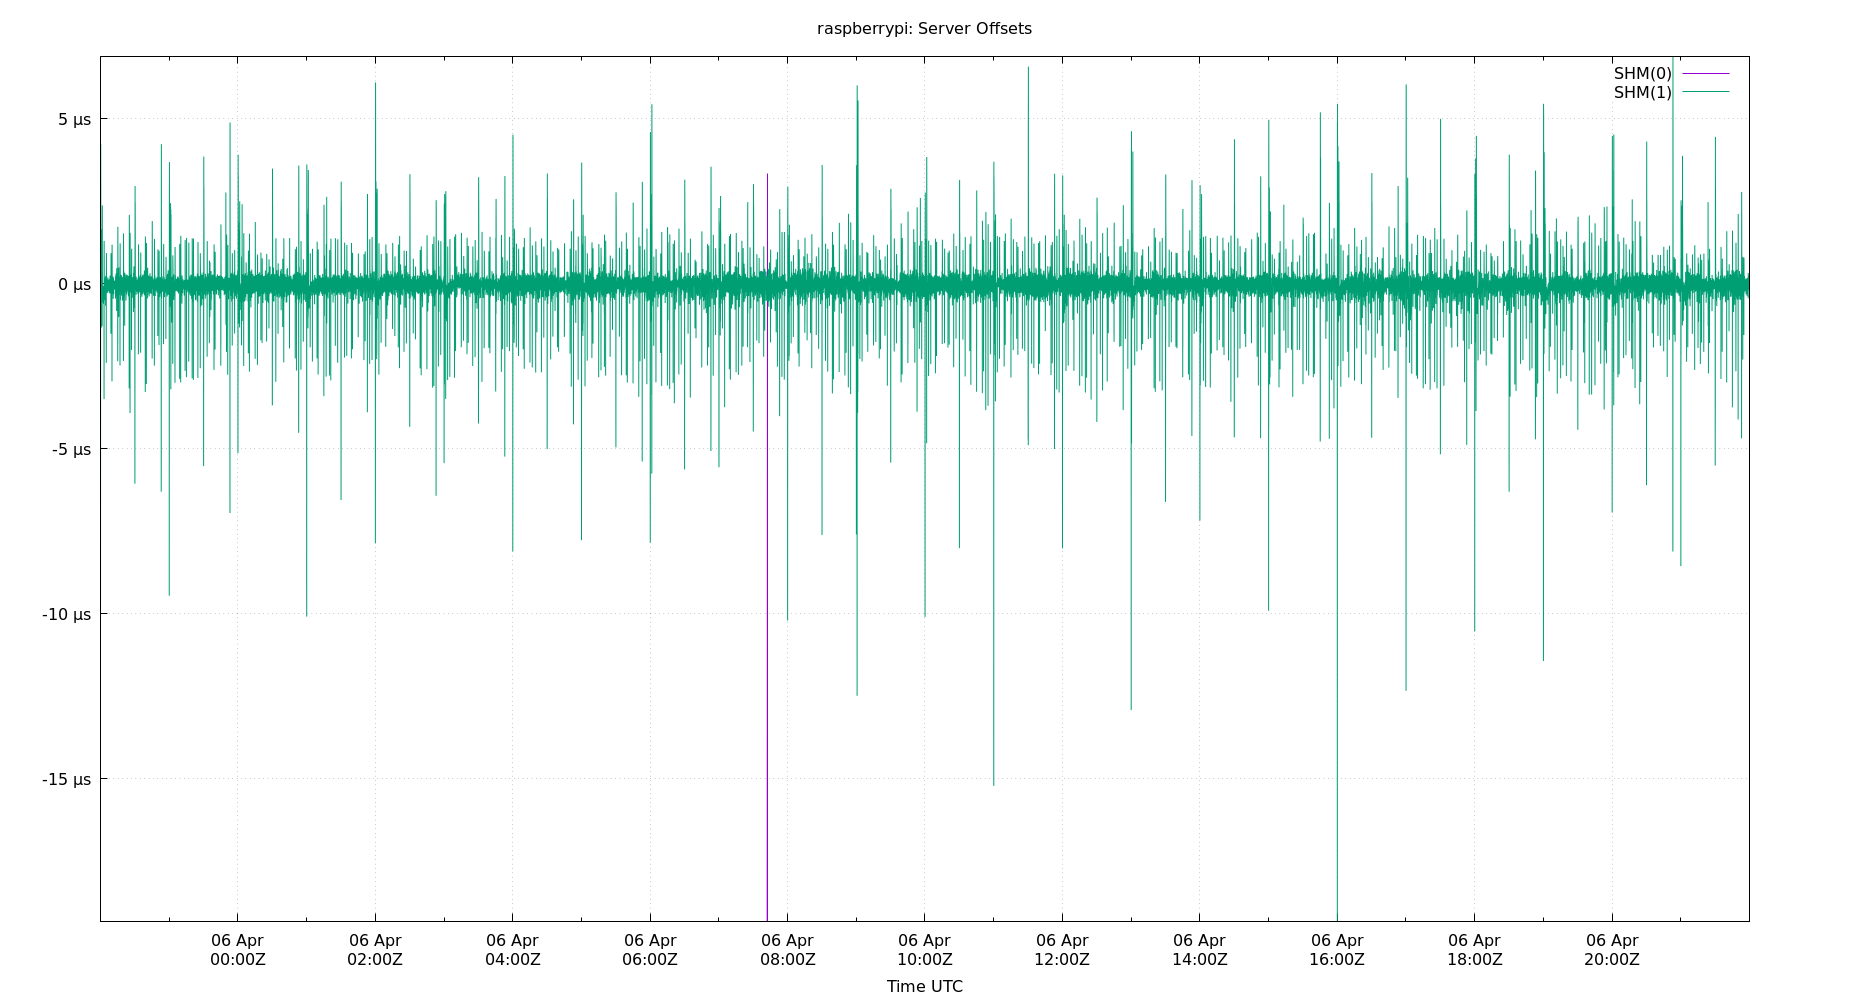 raspberrypi: Server Offsets
SHM(0)
SHM(1)
5 µs
0 µs
-5 µs
-10 µs
-15 µs
06 Apr 06 Apr 06 Apr 06 Apr 06 Apr 06 Apr 06 Apr 06 Apr 06 Apr 06 Apr 06 Apr
00:00Z 02:00Z 04:00Z 06:00Z 08:00Z 10:00Z 12:00Z 14:00Z 16:00Z 18:00Z 20:00Z
Time UTC